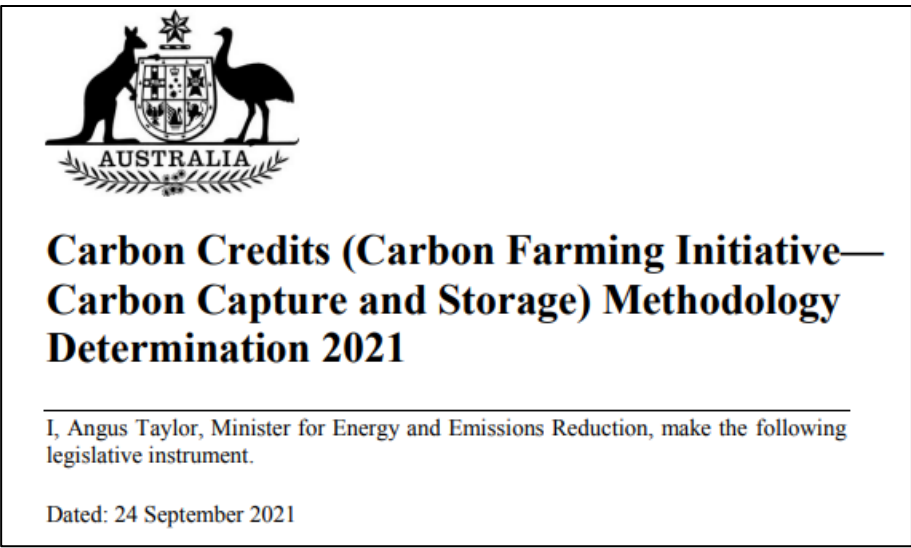 AUSTRALIA
Carbon Credits (Carbon Farming Initiative—
Carbon Capture and Storage) Methodology
Determination 2021
I, Angus Taylor, Minister for Energy and Emissions Reduction, make the following
legislative instrument.
Dated: 24 September 2021